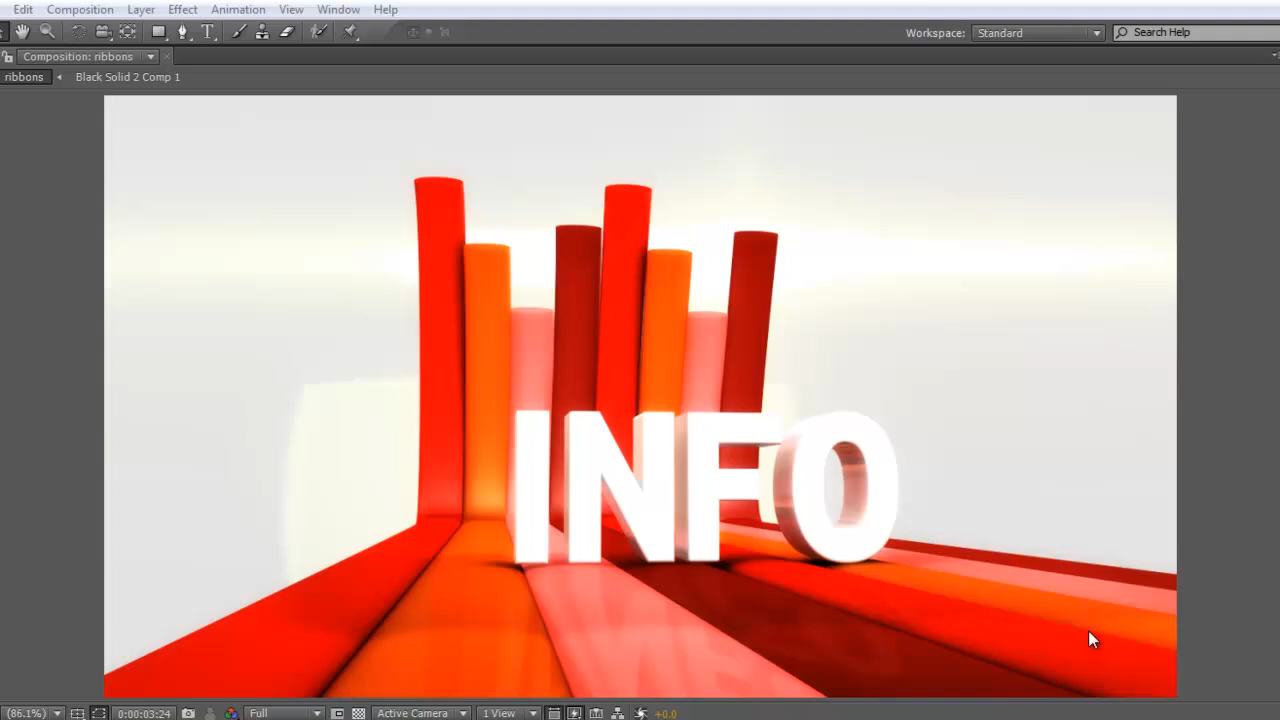 Edit Composition Layer Effect Animation View Window Help
Workspace: Standard Search Help
Composition: ribbons
ribbons Black Solid 2 Comp 1
INFO
(86.1%) 0:00:03:24 Full Active Camera 1 View +0.0